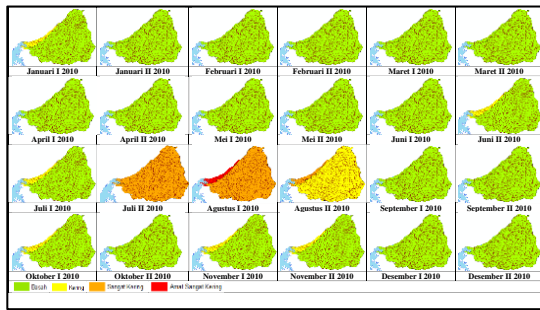 Januari I 2010 Januari II 2010 Februari I 2010 Februari II 2010 Maret I 2010 Maret II 2010
April I 2010 April II 2010 Mei I 2010 Mei II 2010 Juni I 2010 Juni II 2010
Juli I 2010 Juli II 2010 Agustus I 2010 Agustus II 2010 September I 2010 September II 2010
Oktober I 2010 Oktober II 2010 November I 2010 November II 2010 Desember I 2010 Desember II 2010
Basah Kering Sangat Kering Amat Sangat Kering